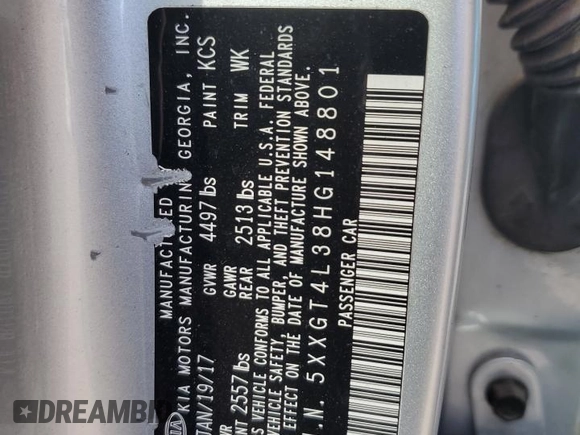 MANUFACTURED
KIA MOTORS MANUFACTURING GEORGIA, INC.
JAN/19/17 GVWR 4497 lbs PAINT KCS
GAWR
2557 lbs REAR 2513 lbs TRIM WK
VEHICLE CONFORMS TO ALL APPLICABLE U.S.A. FEDERAL
VEHICLE SAFETY, BUMPER, AND THEFT PREVENTION STANDARDS
EFFECT ON THE DATE OF MANUFACTURE SHOWN ABOVE.
I.N. 5XXGT4L38HG148801
PASSENGER CAR
KIA
DREAMBI